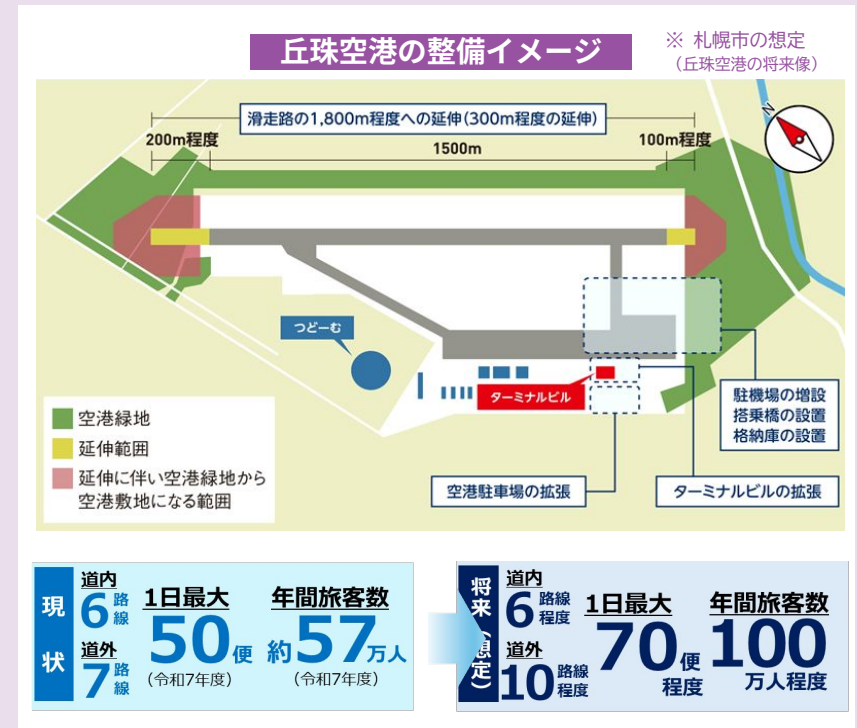 丘珠空港の整備イメージ
※ 札幌市の想定
（丘珠空港の将来像）
滑走路の1,800m程度への延伸(300m程度の延伸)
200m程度
1500m
100m程度
N
つどーむ
ターミナルビル
駐機場の増設
搭乗橋の設置
格納庫の設置
空港駐車場の拡張
ターミナルビルの拡張
空港緑地
延伸範囲
延伸に伴い空港緑地から
空港敷地になる範囲
現状
道内
6路線
道外
7路線
1日最大
50便
（令和7年度）
年間旅客数
約57万人
（令和7年度）
将来（想定）
道内
6路線程度
道外
10路線程度
1日最大
70便程度
年間旅客数
100
万人程度